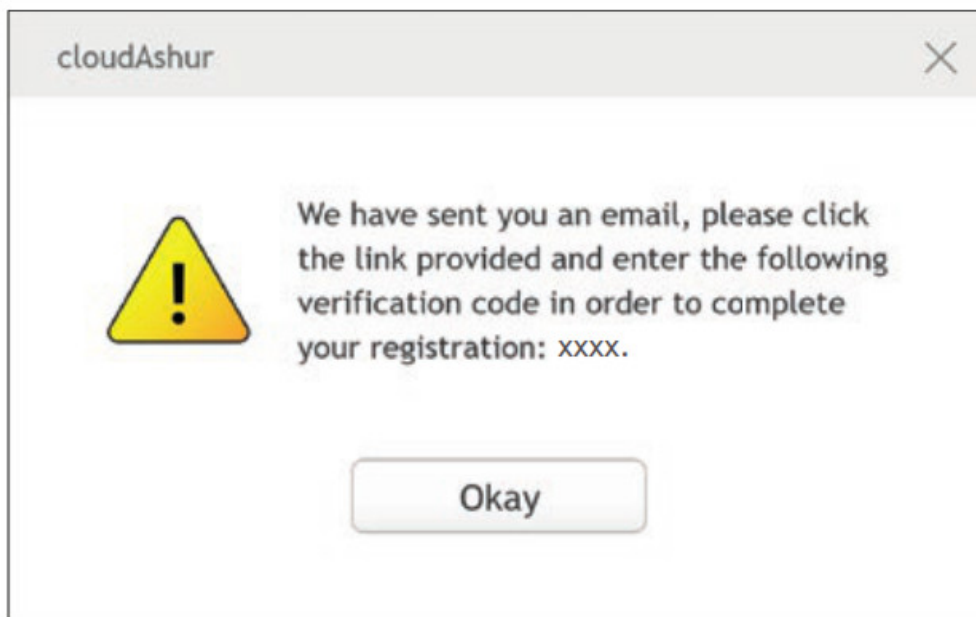 cloudAshur
We have sent you an email, please click
the link provided and enter the following
verification code in order to complete
your registration: xxxx.
Okay